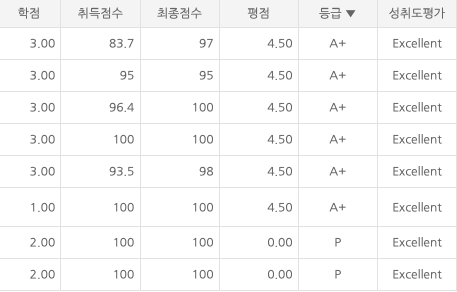 학점 취득점수 최종점수 평점 등급 ▼ 성취도평가
3.00 83.7 97 4.50 A+ Excellent
3.00 95 95 4.50 A+ Excellent
3.00 96.4 100 4.50 A+ Excellent
3.00 100 100 4.50 A+ Excellent
3.00 93.5 98 4.50 A+ Excellent
1.00 100 100 4.50 A+ Excellent
2.00 100 100 0.00 P Excellent
2.00 100 100 0.00 P Excellent